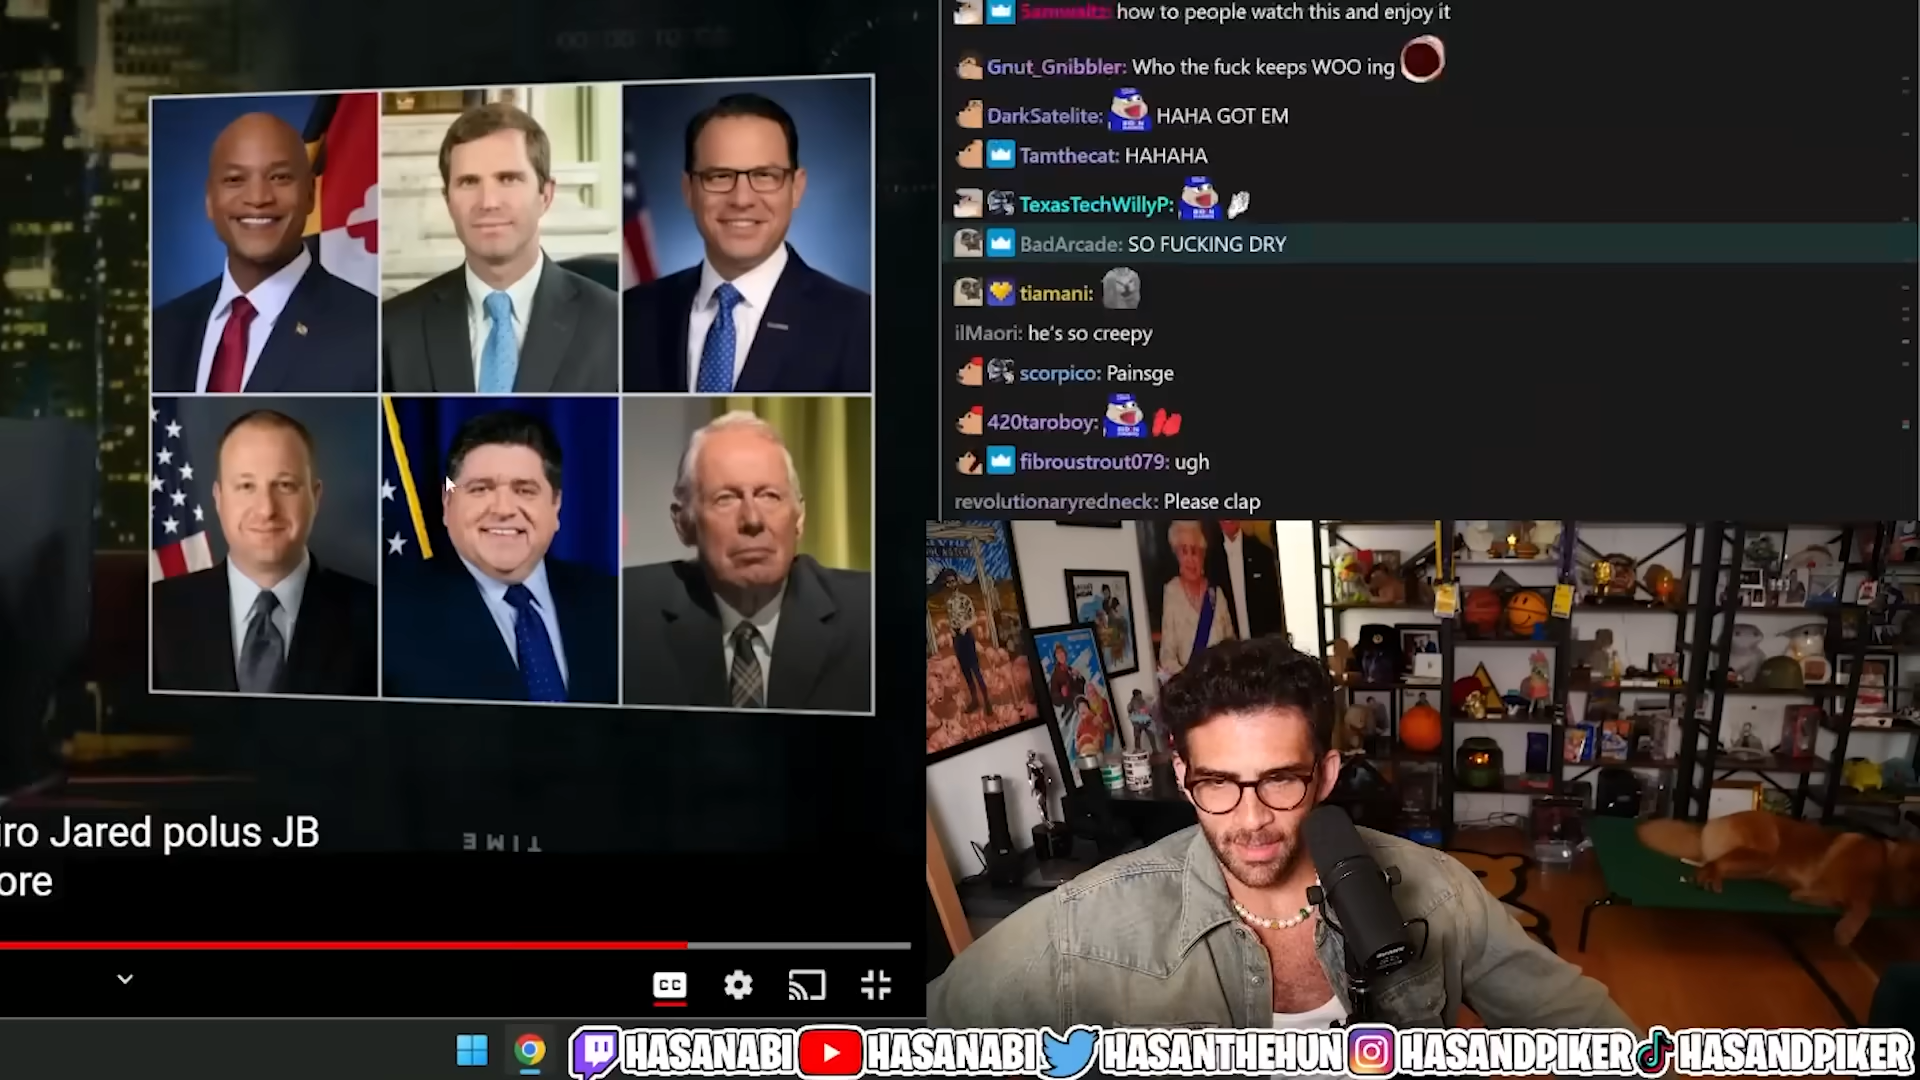 5amwaltz: how to people watch this and enjoy it
Gnut_Gnibbler: Who the fuck keeps WOO ing
DarkSatelite: HAHA GOT EM
Tamthecat: HAHAHA
TexasTechWillyP:
BadArcade: SO FUCKING DRY
tiamani:
ilMaori: he's so creepy
scorpico: Painsge
420taroboy:
fibroustrout079: ugh
revolutionaryredneck: Please clap
iro Jared polus JB
ore
TIME
CC
HASANABI HASANABI HASANTHEHUN HASANDPIKER HASANDPIKER